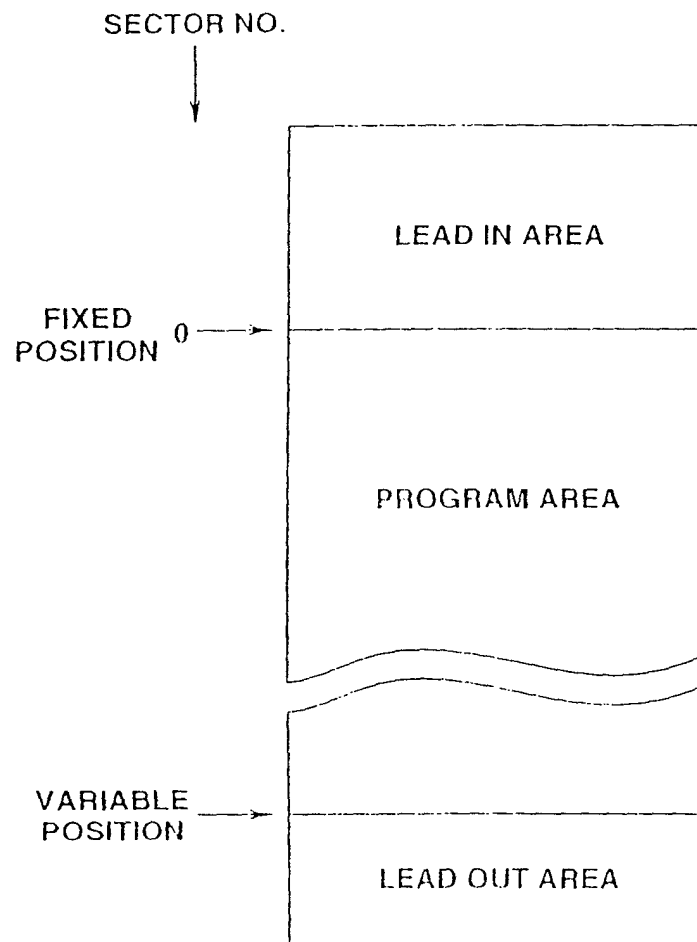 SECTOR NO.
LEAD IN AREA
FIXED
POSITION 0
PROGRAM AREA
VARIABLE
POSITION
LEAD OUT AREA